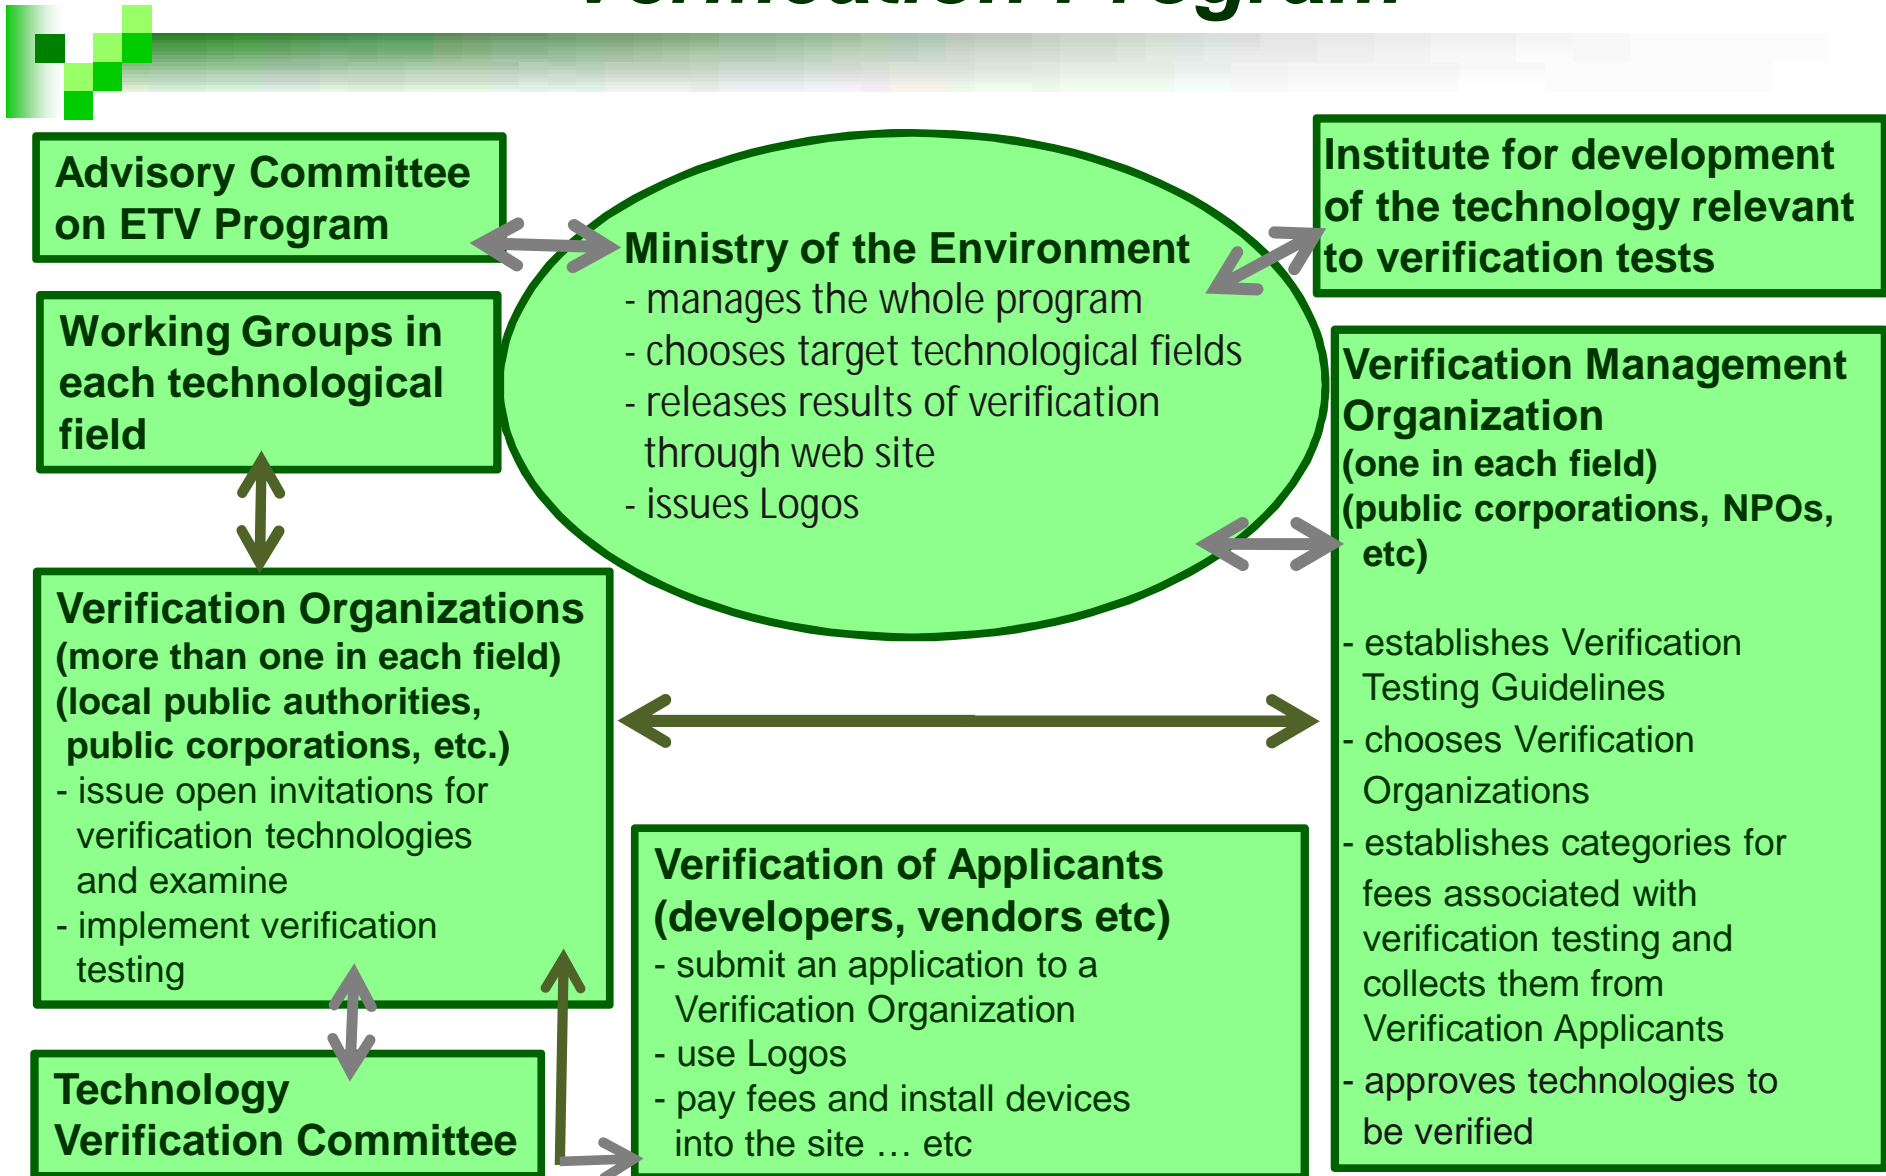 Verification Program
Advisory Committee
on ETV Program
Working Groups in
each technological
field
Ministry of the Environment
- manages the whole program
- chooses target technological fields
- releases results of verification
through web site
- issues Logos
Institute for development
of the technology relevant
to verification tests
Verification Management
Organization
(one in each field)
(public corporations, NPOs,
etc)
- establishes Verification
Testing Guidelines
- chooses Verification
Organizations
- establishes categories for
fees associated with
verification testing and
collects them from
Verification Applicants
- approves technologies to
be verified
Verification Organizations
(more than one in each field)
(local public authorities,
public corporations, etc.)
- issue open invitations for
verification technologies
and examine
- implement verification
testing
Technology
Verification Committee
Verification of Applicants
(developers, vendors etc)
- submit an application to a
Verification Organization
- use Logos
- pay fees and install devices
into the site … etc